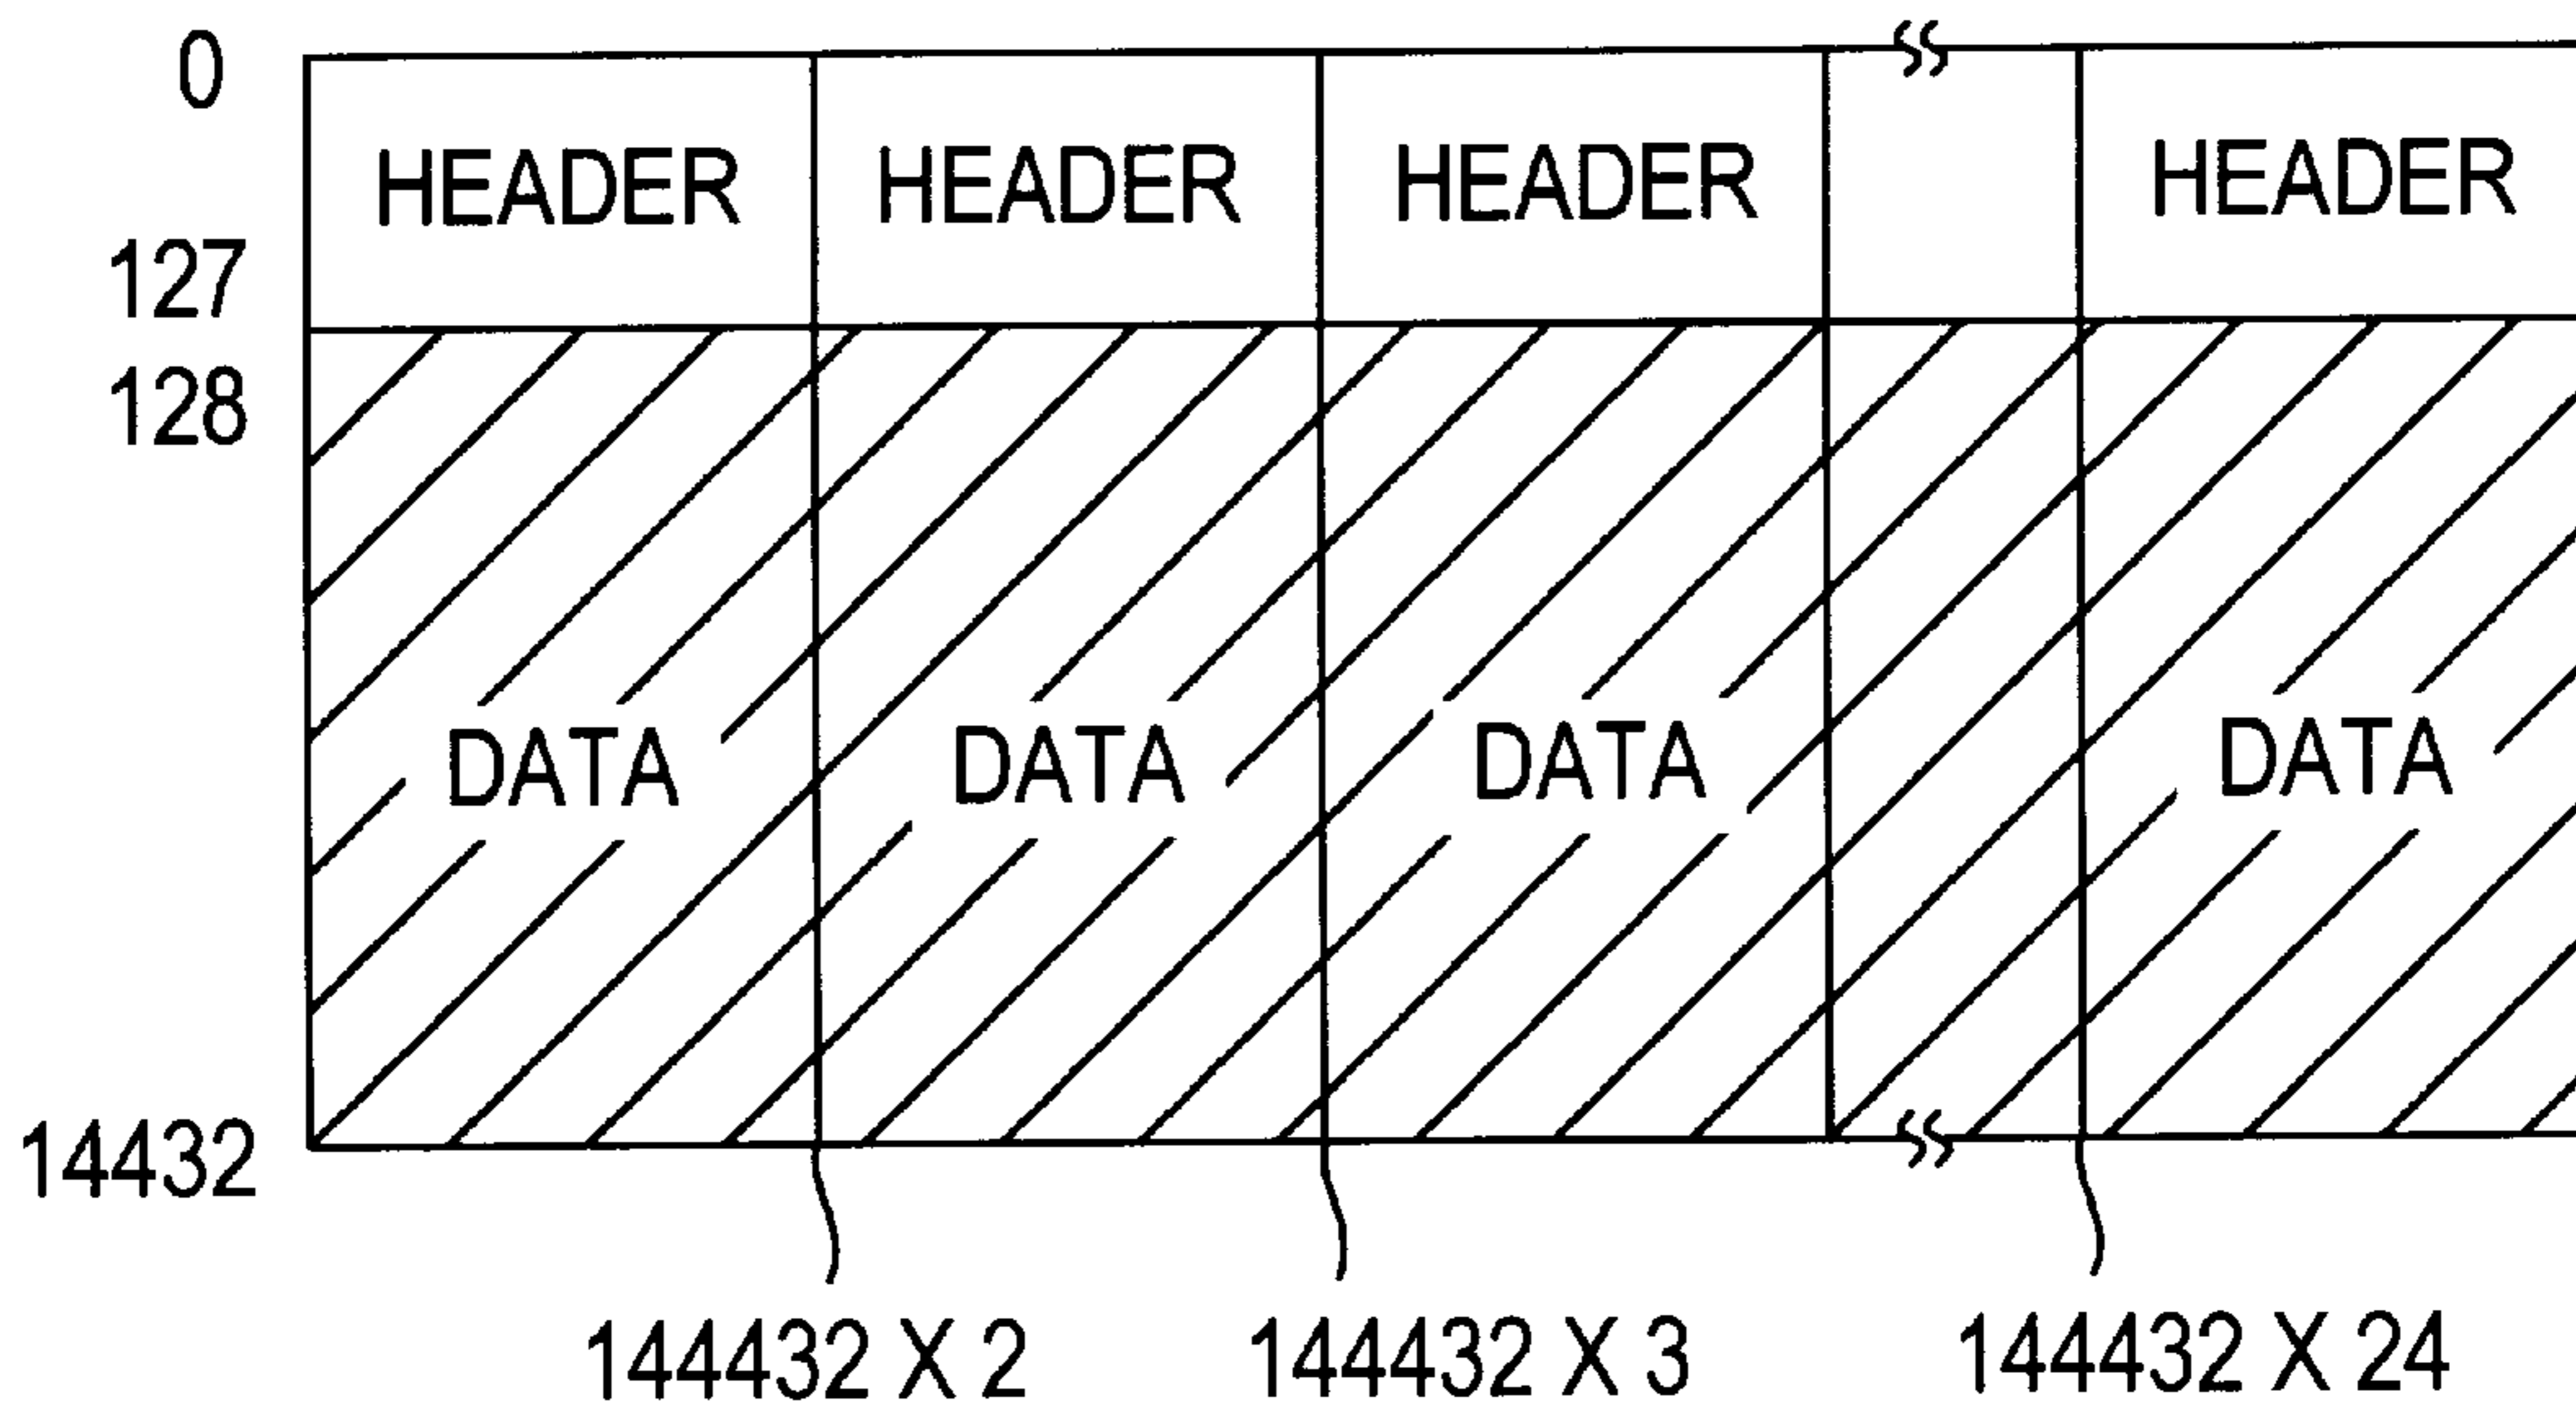 0
HEADER HEADER HEADER HEADER
127
128
DATA DATA DATA DATA
14432
144432 X 2 144432 X 3 144432 X 24